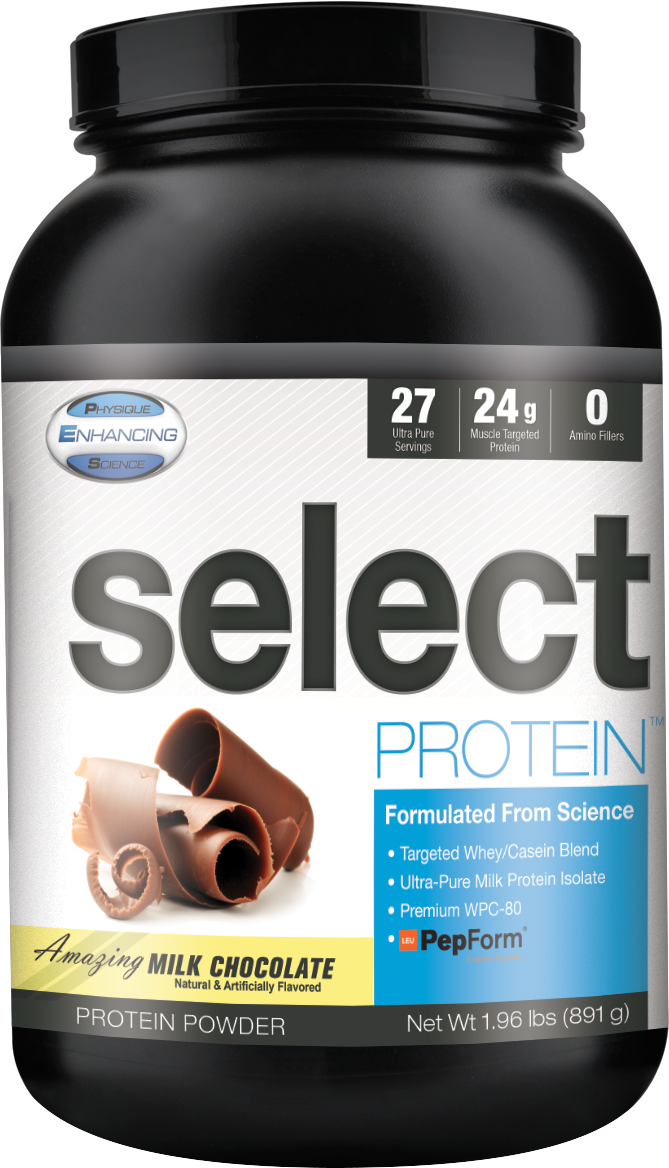 PHYSIQUE
ENHANCING
SCIENCE
27
Ultra Pure
Servings
24 g
Muscle Targeted
Protein
0
Amino Fillers
select
PROTEIN™
Formulated From Science
• Targeted Whey/Casein Blend
• Ultra-Pure Milk Protein Isolate
• Premium WPC-80
• LEU PepForm®
Amazing MILK CHOCOLATE
Natural & Artificially Flavored
PROTEIN POWDER
Net Wt 1.96 lbs (891 g)